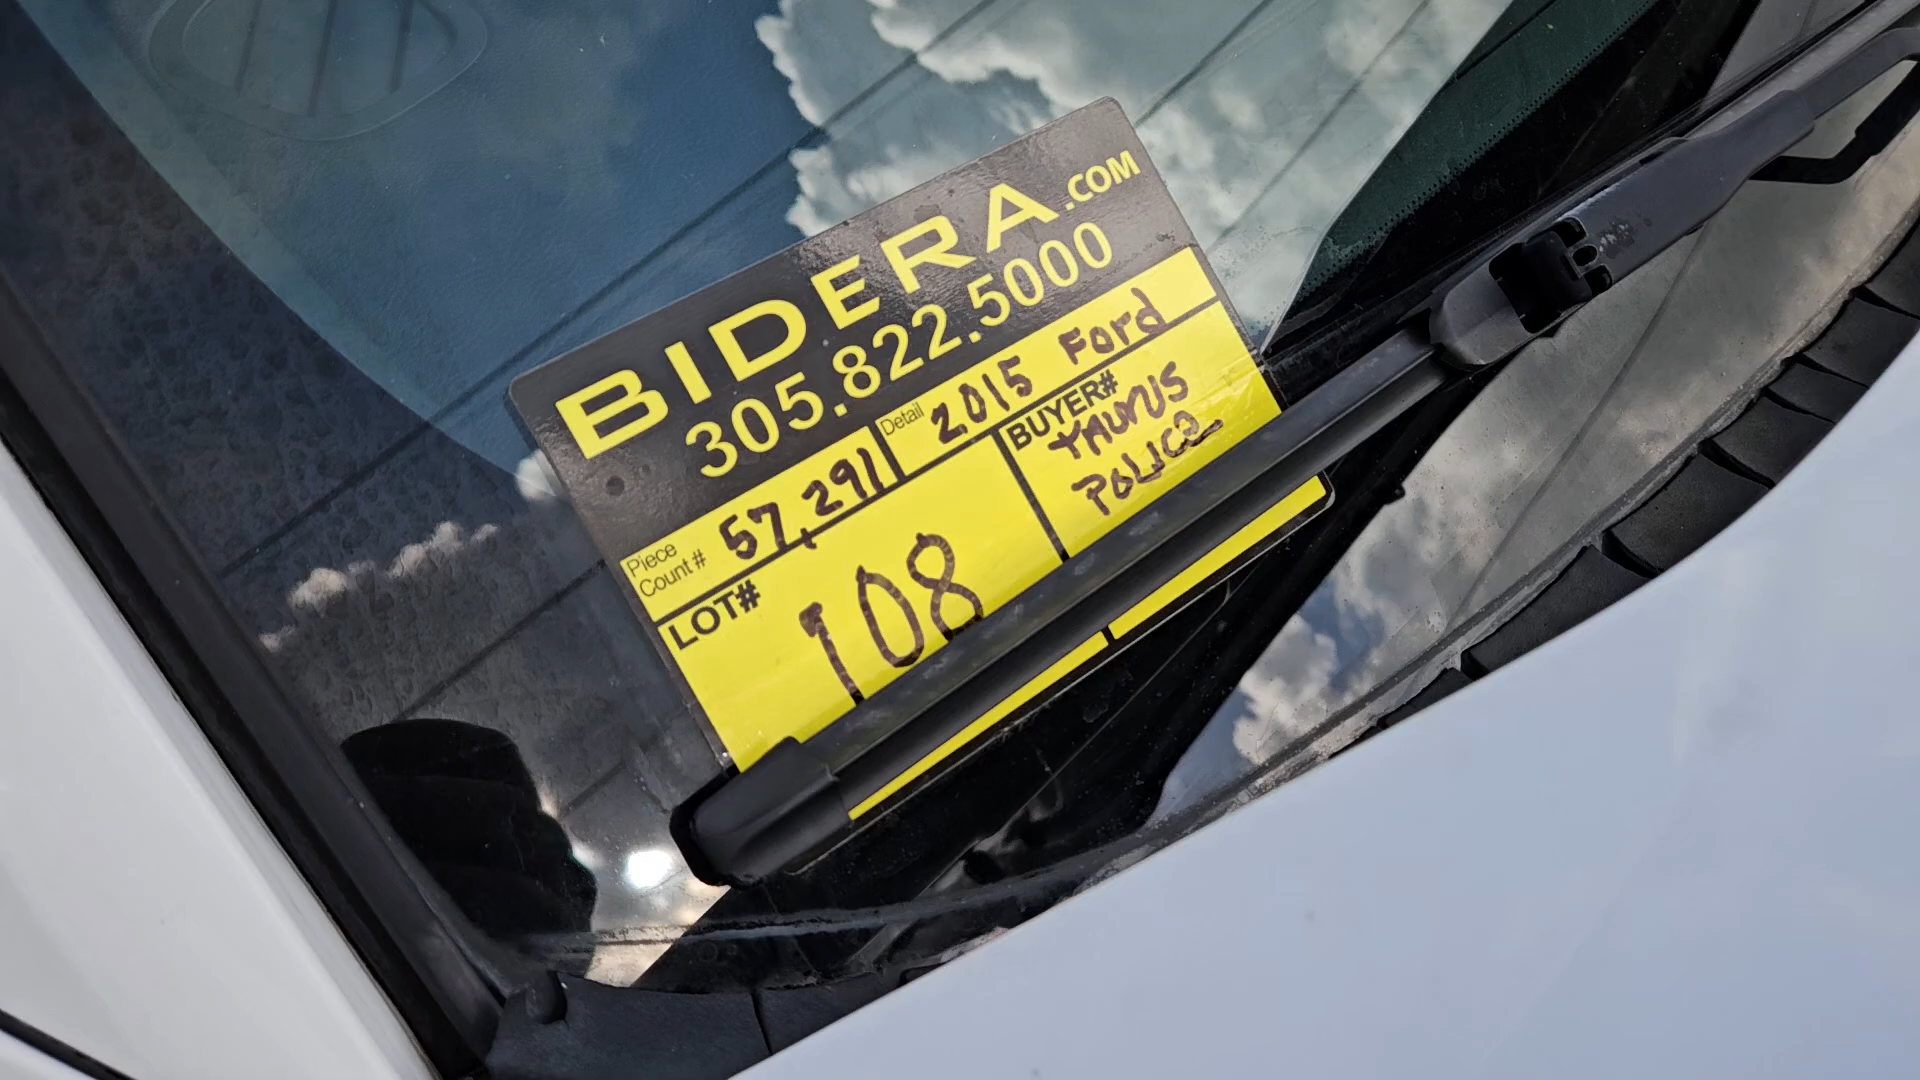 BIDERA.COM
305.822.5000
Piece Count # 57,291
Detail 2015 Ford
LOT# 108
BUYER# TAURUS
POLICE